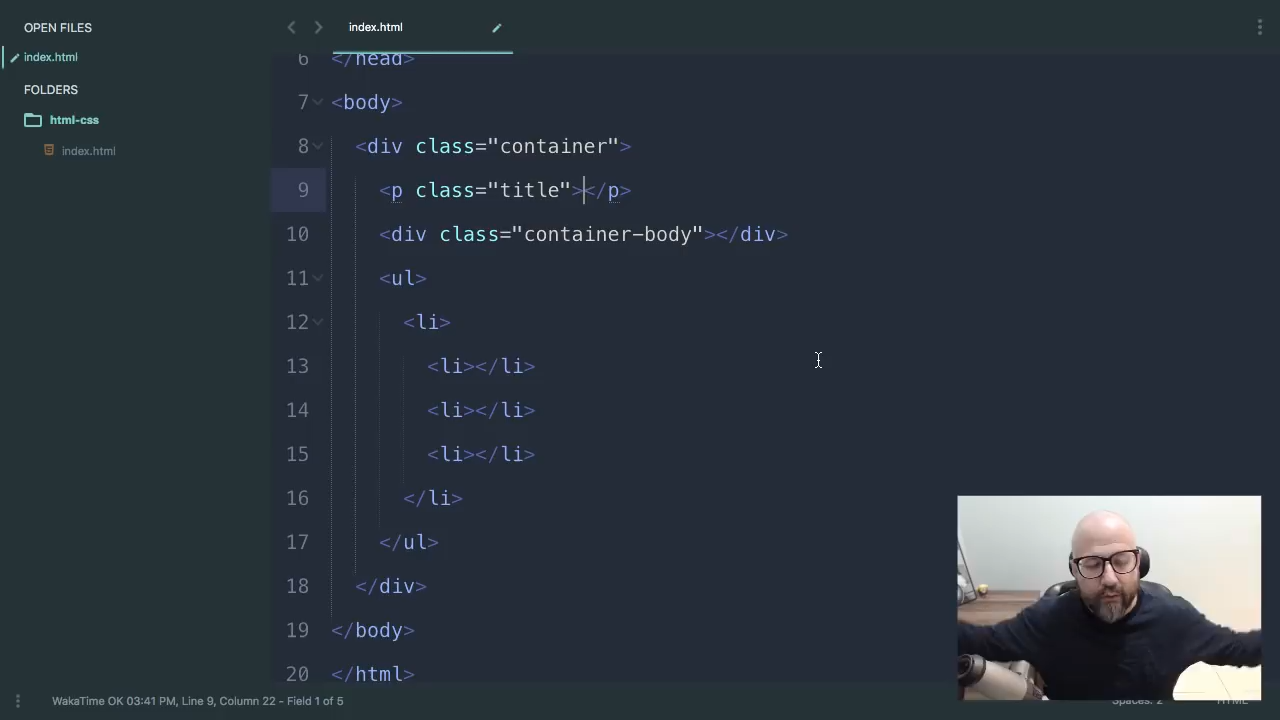 OPEN FILES
index.html
FOLDERS
html-css
index.html
index.html
6 </head>
7 <body>
8 <div class="container">
9 <p class="title"></p>
10 <div class="container-body"></div>
11 <ul>
12 <li>
13 <li></li>
14 <li></li>
15 <li></li>
16 </li>
17 </ul>
18 </div>
19 </body>
20 </html>
WakaTime OK 03:41 PM, Line 9, Column 22 - Field 1 of 5
Spaces: 2
HTML